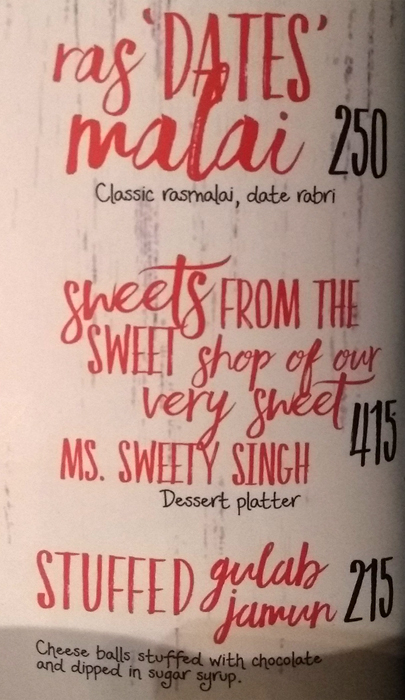 ras 'DATES'
malai 250
Classic rasmalai, date rabri
sweets FROM THE
SWEET shop of our
very sweet 415
MS. SWEETY SINGH
Dessert platter
STUFFED gulab
jamun 215
Cheese balls stuffed with chocolate
and dipped in sugar syrup.